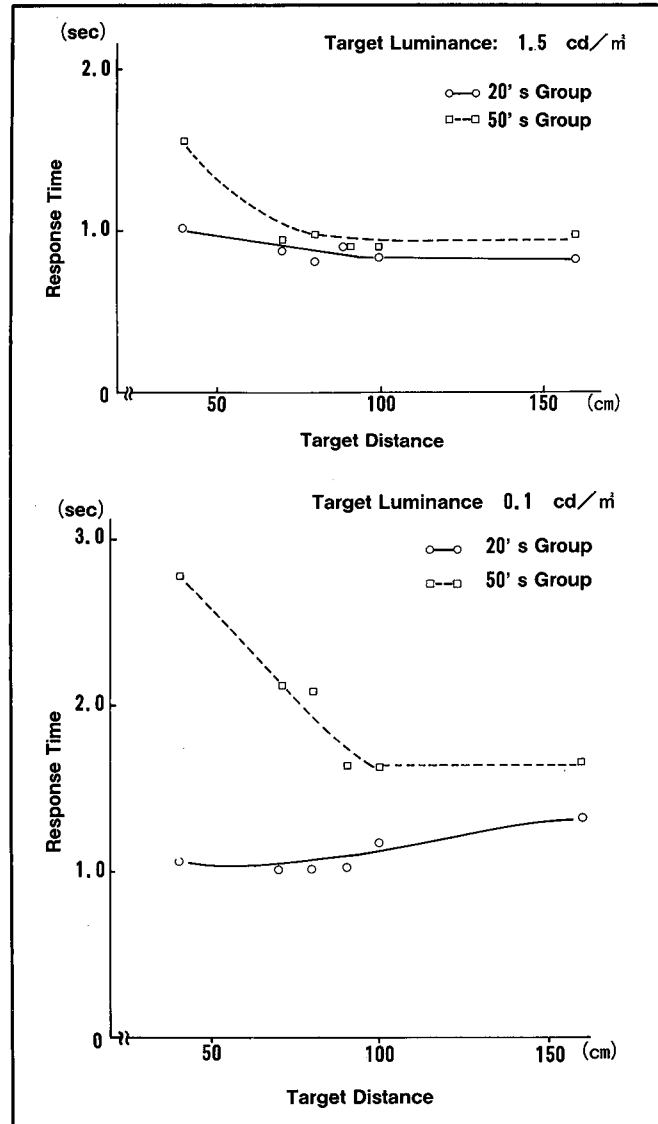 (sec)
Target Luminance: 1.5 cd/㎡
2.0
20' s Group
50' s Group
Response Time
1.0
0
50
100
150
(cm)
Target Distance
(sec)
Target Luminance 0.1 cd/㎡
3.0
20' s Group
50' s Group
2.0
Response Time
1.0
0
50
100
150
(cm)
Target Distance